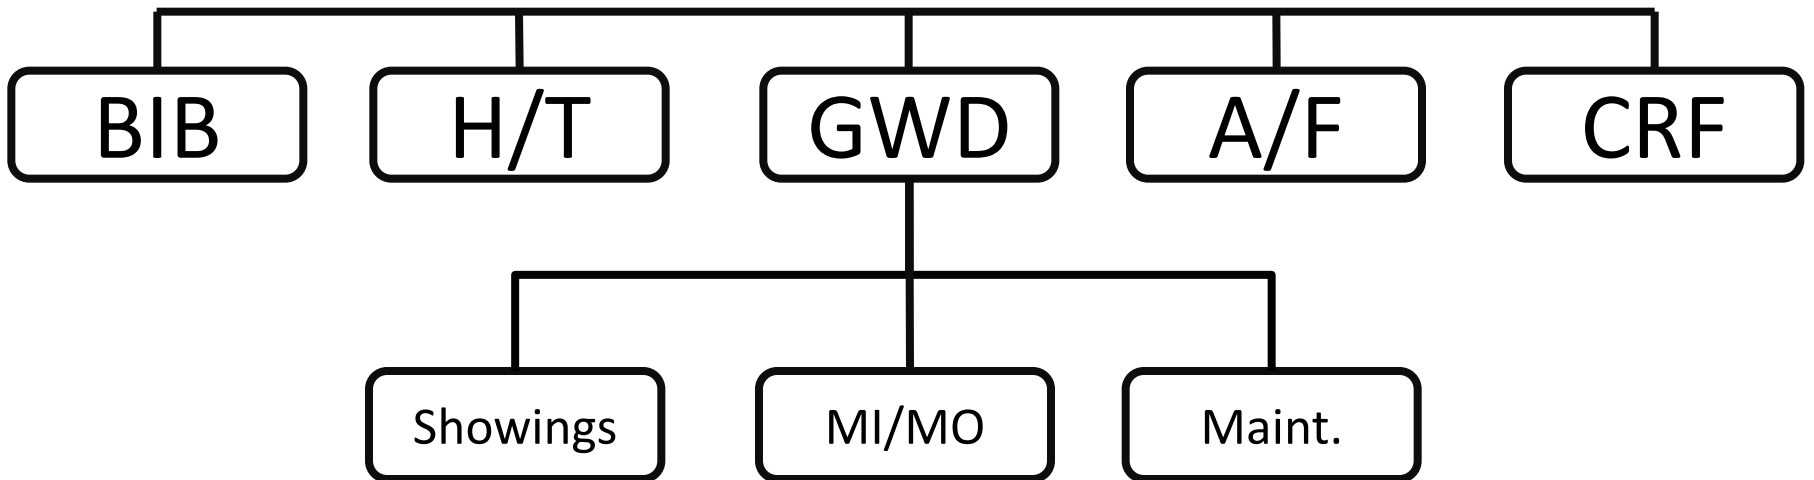 BIB
H/T
GWD
A/F
CRF
Showings
MI/MO
Maint.